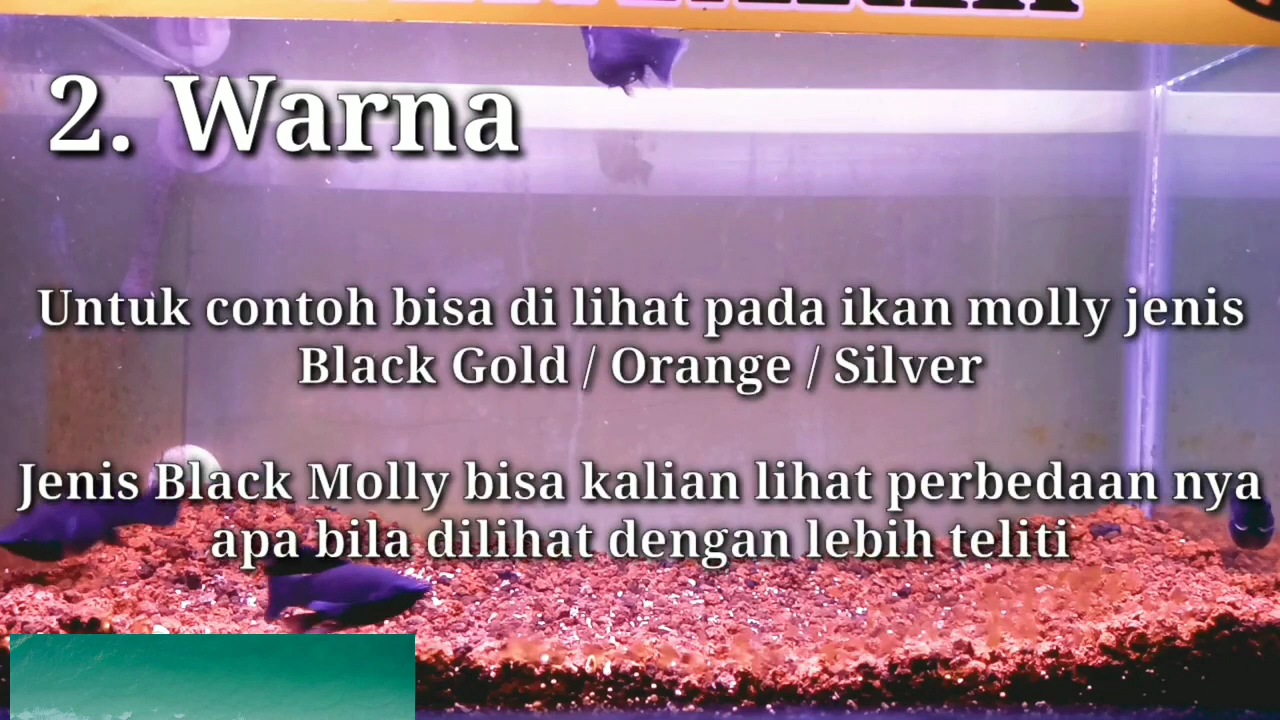 2. Warna
Untuk contoh bisa di lihat pada ikan molly jenis
Black Gold / Orange / Silver
Jenis Black Molly bisa kalian lihat perbedaan nya
apa bila dilihat dengan lebih teliti